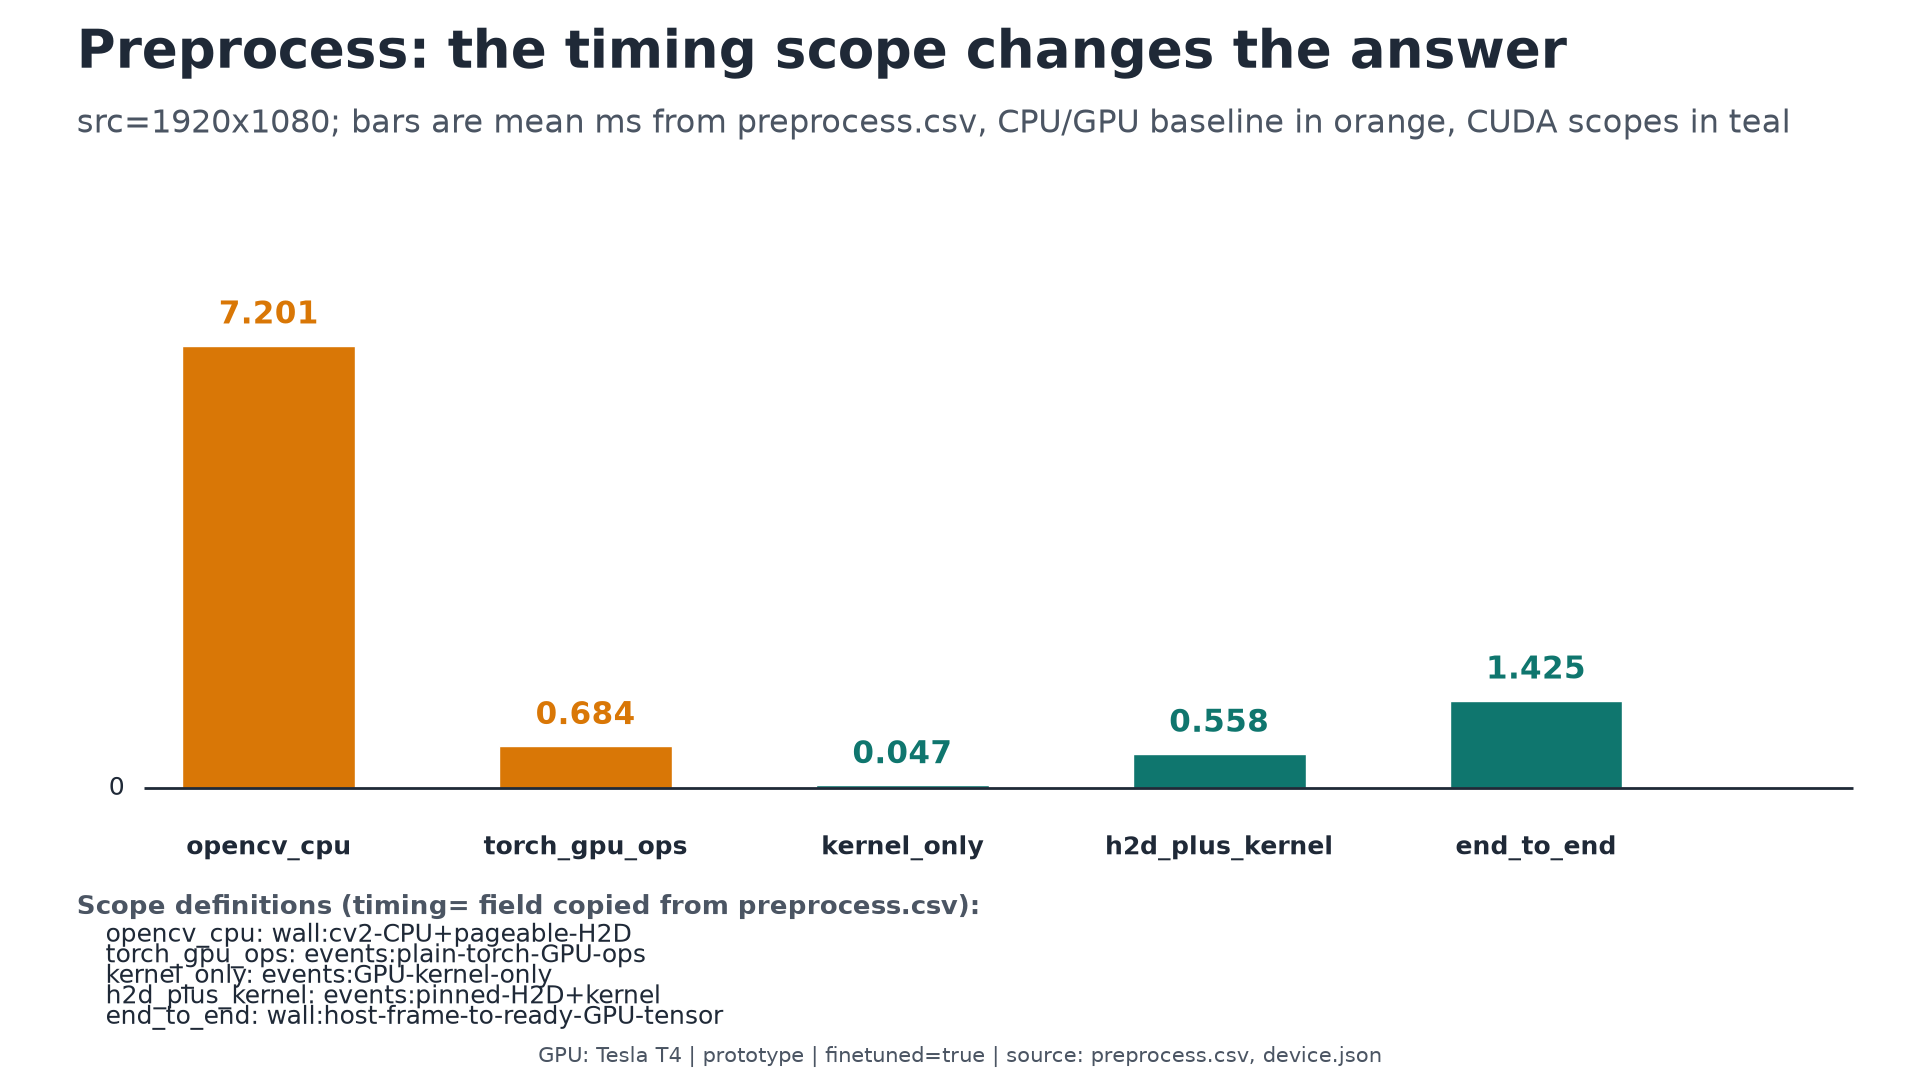 Preprocess: the timing scope changes the answer
src=1920x1080; bars are mean ms from preprocess.csv, CPU/GPU baseline in orange, CUDA scopes in teal
7.201
0.684
0.047
0.558
1.425
0
opencv_cpu
torch_gpu_ops
kernel_only
h2d_plus_kernel
end_to_end
Scope definitions (timing= field copied from preprocess.csv):
opencv_cpu: wall:cv2-CPU+pageable-H2D
torch_gpu_ops: events:plain-torch-GPU-ops
kernel_only: events:GPU-kernel-only
h2d_plus_kernel: events:pinned-H2D+kernel
end_to_end: wall:host-frame-to-ready-GPU-tensor
GPU: Tesla T4 | prototype | finetuned=true | source: preprocess.csv, device.json